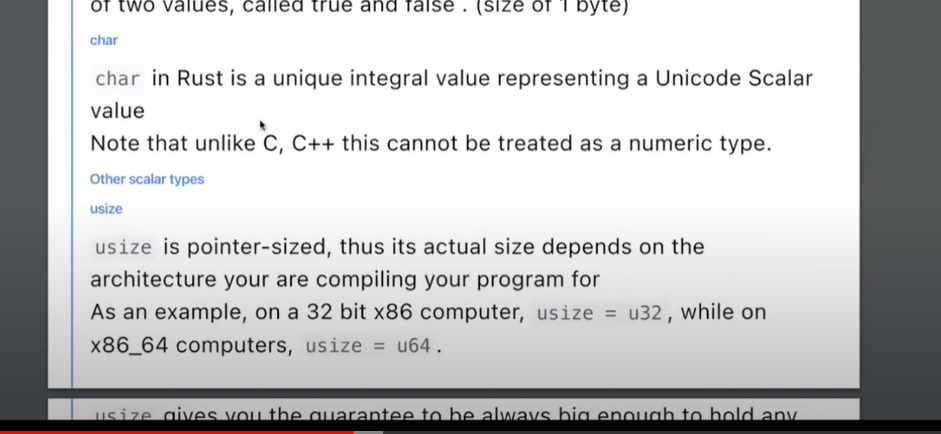 of two values, called true and false . (size of 1 byte)
char
char in Rust is a unique integral value representing a Unicode Scalar
value
Note that unlike C, C++ this cannot be treated as a numeric type.
Other scalar types
usize
usize is pointer-sized, thus its actual size depends on the
architecture your are compiling your program for
As an example, on a 32 bit x86 computer, usize = u32, while on
x86_64 computers, usize = u64.
usize gives you the guarantee to be always big enough to hold any